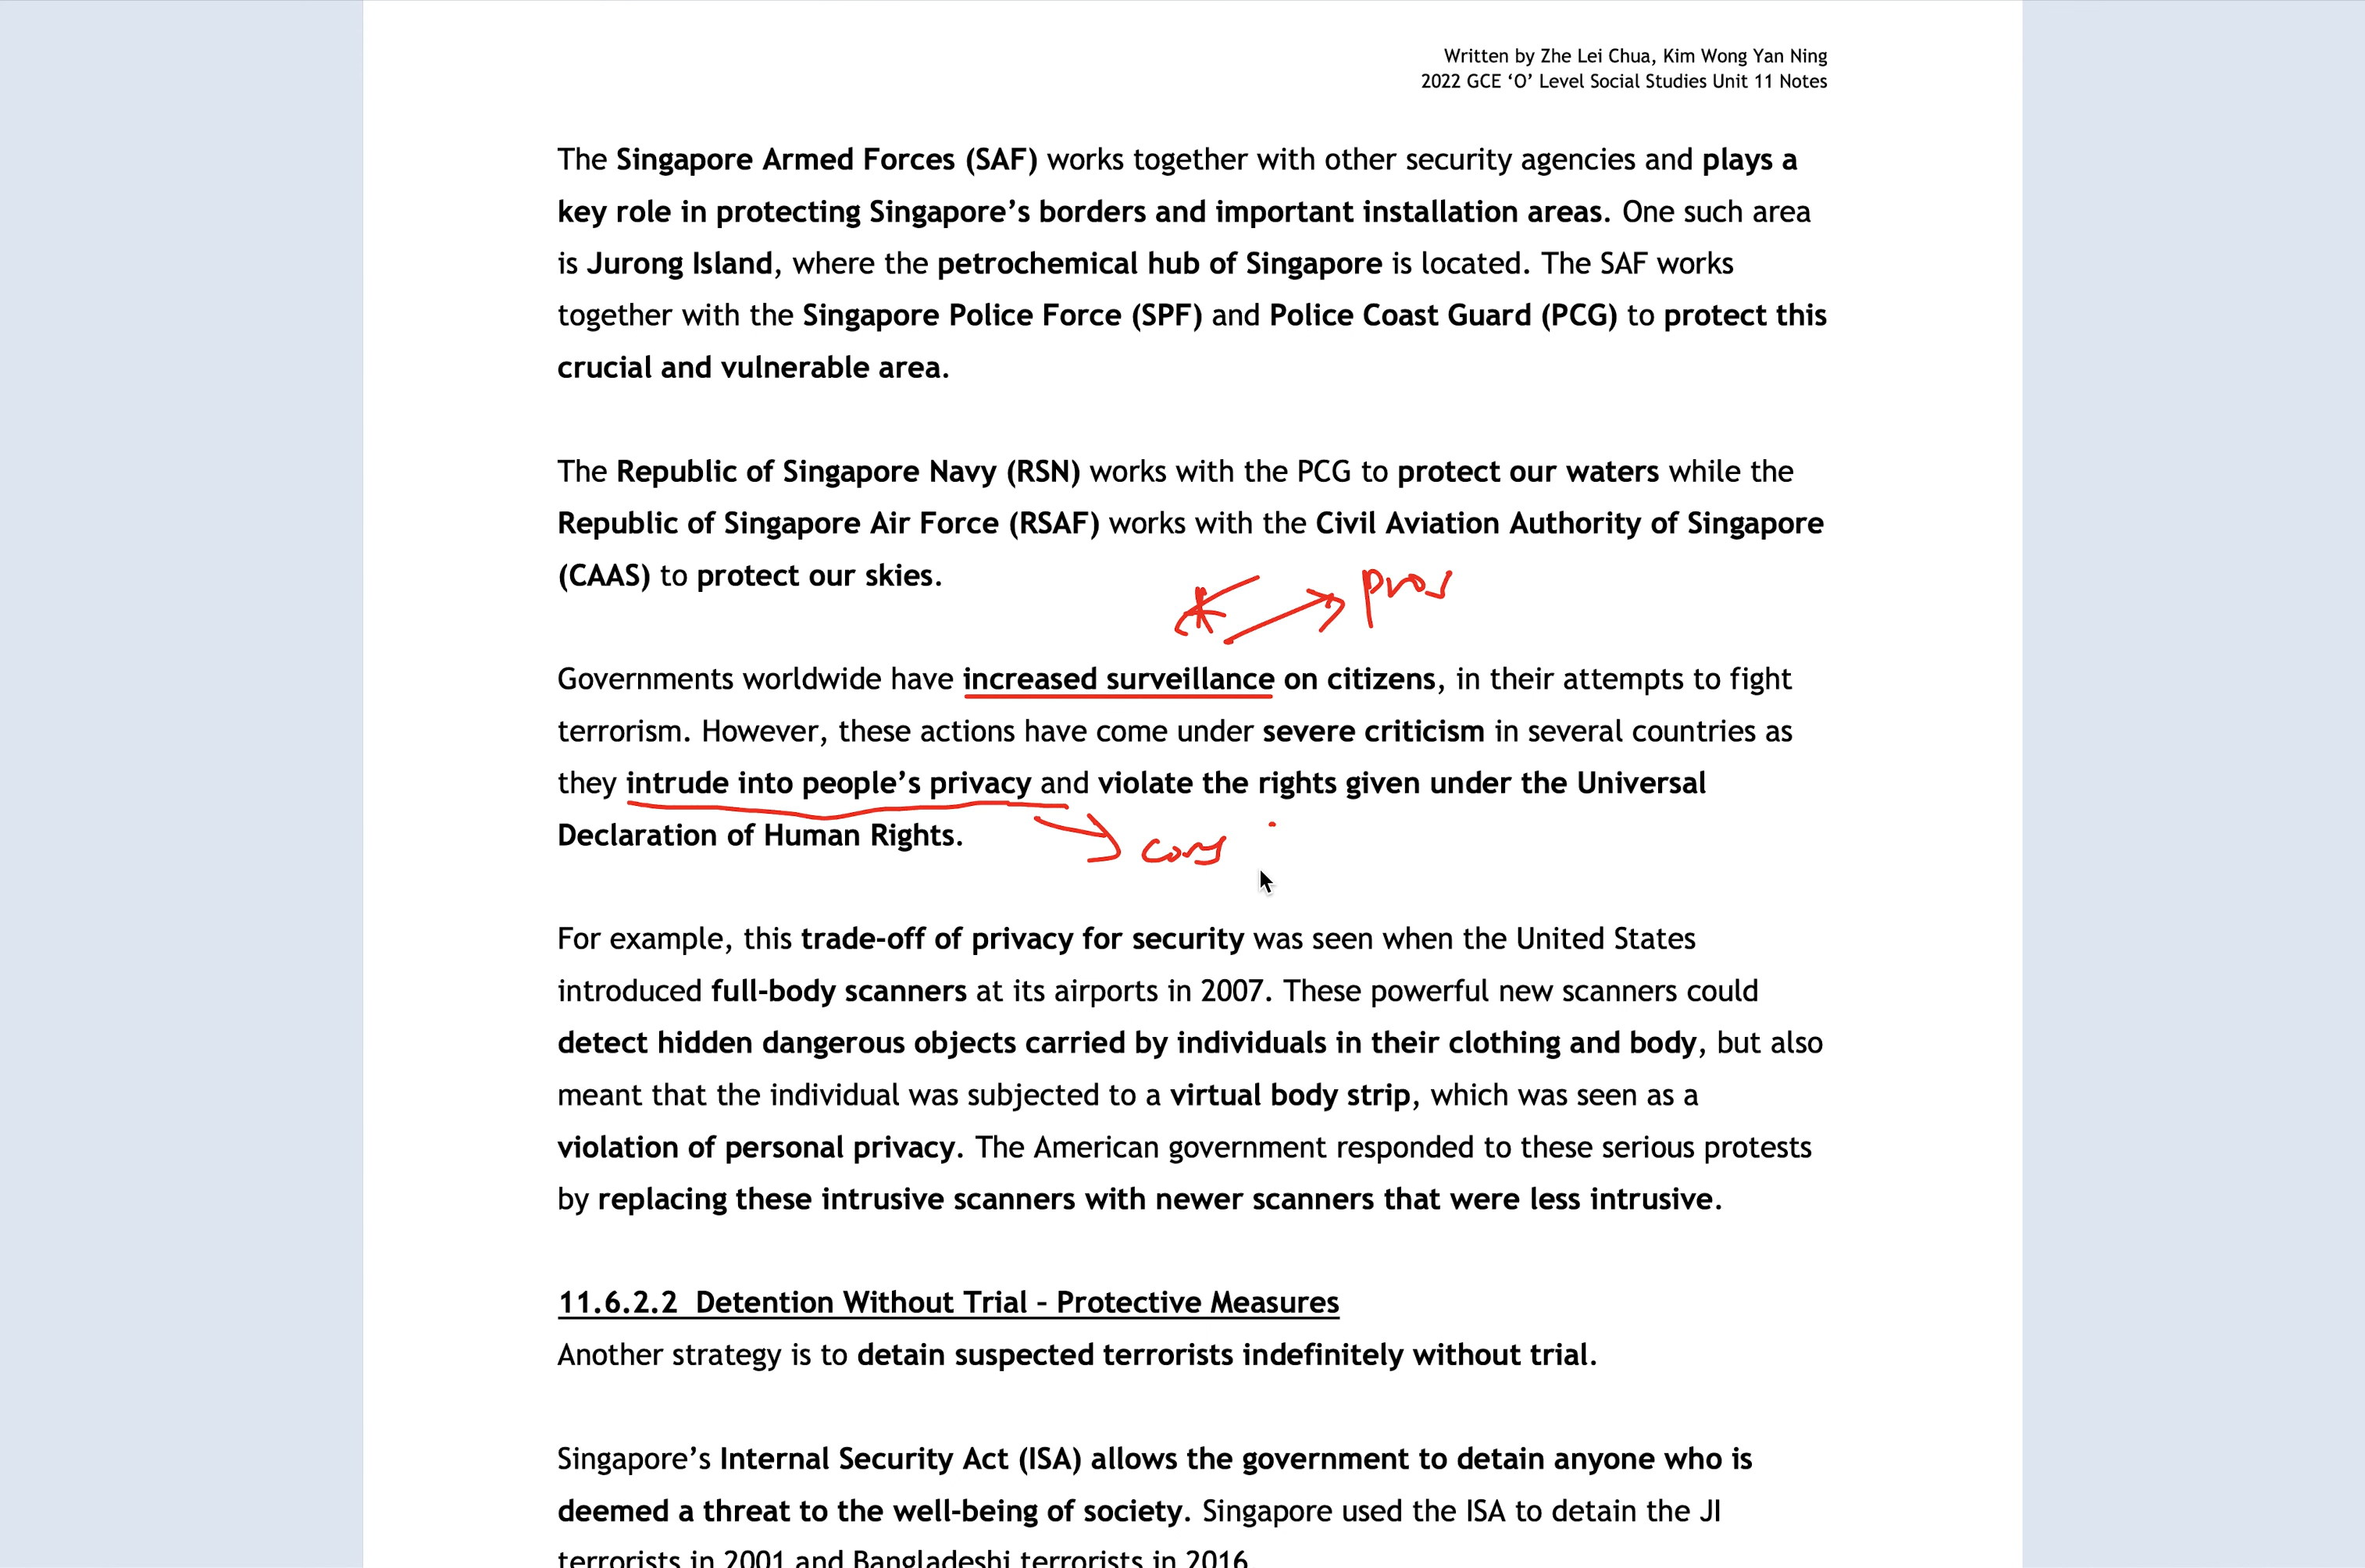 Written by Zhe Lei Chua, Kim Wong Yan Ning
2022 GCE ‘O’ Level Social Studies Unit 11 Notes
The Singapore Armed Forces (SAF) works together with other security agencies and plays a
key role in protecting Singapore’s borders and important installation areas. One such area
is Jurong Island, where the petrochemical hub of Singapore is located. The SAF works
together with the Singapore Police Force (SPF) and Police Coast Guard (PCG) to protect this
crucial and vulnerable area.
The Republic of Singapore Navy (RSN) works with the PCG to protect our waters while the
Republic of Singapore Air Force (RSAF) works with the Civil Aviation Authority of Singapore
(CAAS) to protect our skies.
pros
Governments worldwide have increased surveillance on citizens, in their attempts to fight
terrorism. However, these actions have come under severe criticism in several countries as
they intrude into people’s privacy and violate the rights given under the Universal
Declaration of Human Rights.
cons
For example, this trade-off of privacy for security was seen when the United States
introduced full-body scanners at its airports in 2007. These powerful new scanners could
detect hidden dangerous objects carried by individuals in their clothing and body, but also
meant that the individual was subjected to a virtual body strip, which was seen as a
violation of personal privacy. The American government responded to these serious protests
by replacing these intrusive scanners with newer scanners that were less intrusive.
11.6.2.2 Detention Without Trial – Protective Measures
Another strategy is to detain suspected terrorists indefinitely without trial.
Singapore’s Internal Security Act (ISA) allows the government to detain anyone who is
deemed a threat to the well-being of society. Singapore used the ISA to detain the JI
terrorists in 2001 and Bangladeshi terrorists in 2016